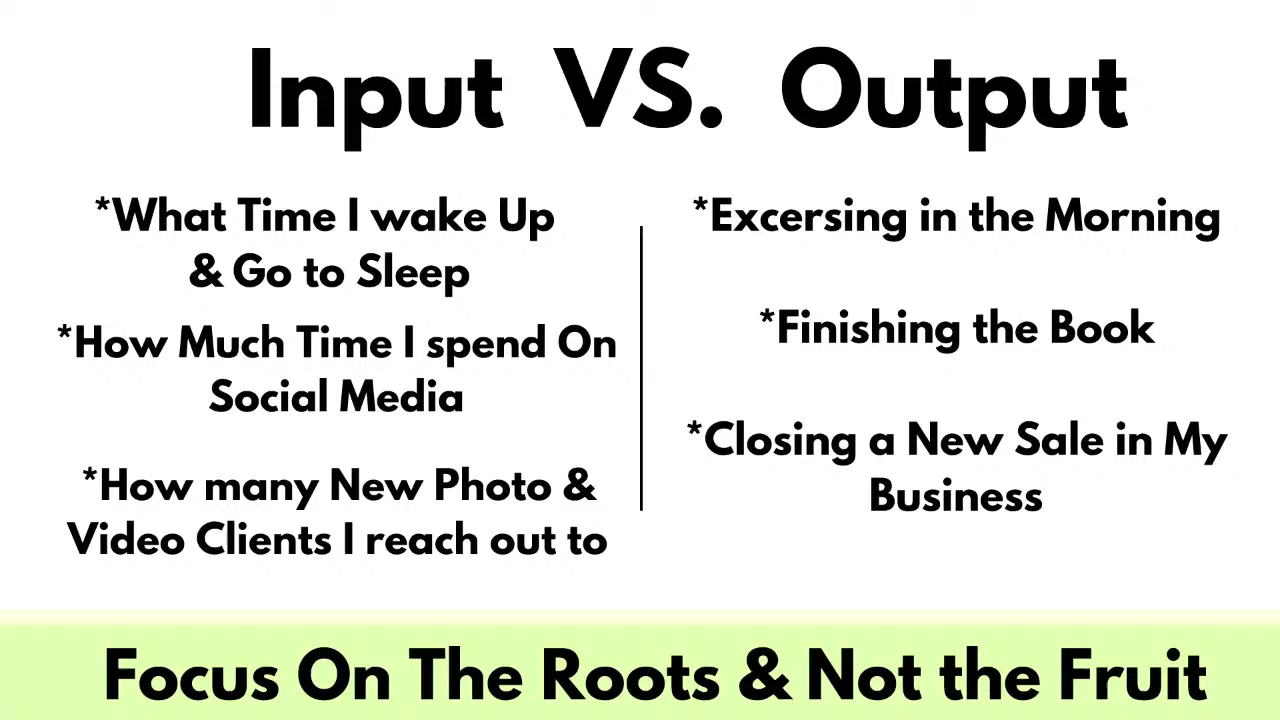 Input VS. Output
*What Time I wake Up
& Go to Sleep
*How Much Time I spend On
Social Media
*How many New Photo &
Video Clients I reach out to
*Excersing in the Morning
*Finishing the Book
*Closing a New Sale in My
Business
Focus On The Roots & Not the Fruit